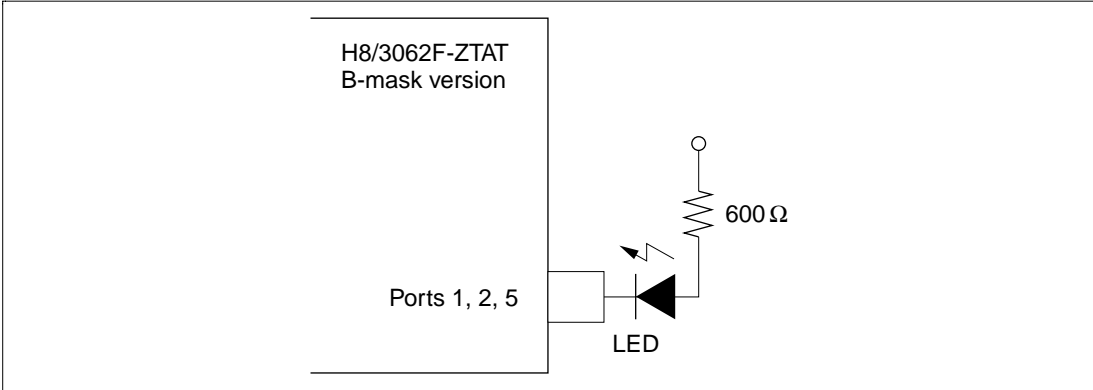 H8/3062F-ZTAT
B-mask version
600 Ω
Ports 1, 2, 5
LED